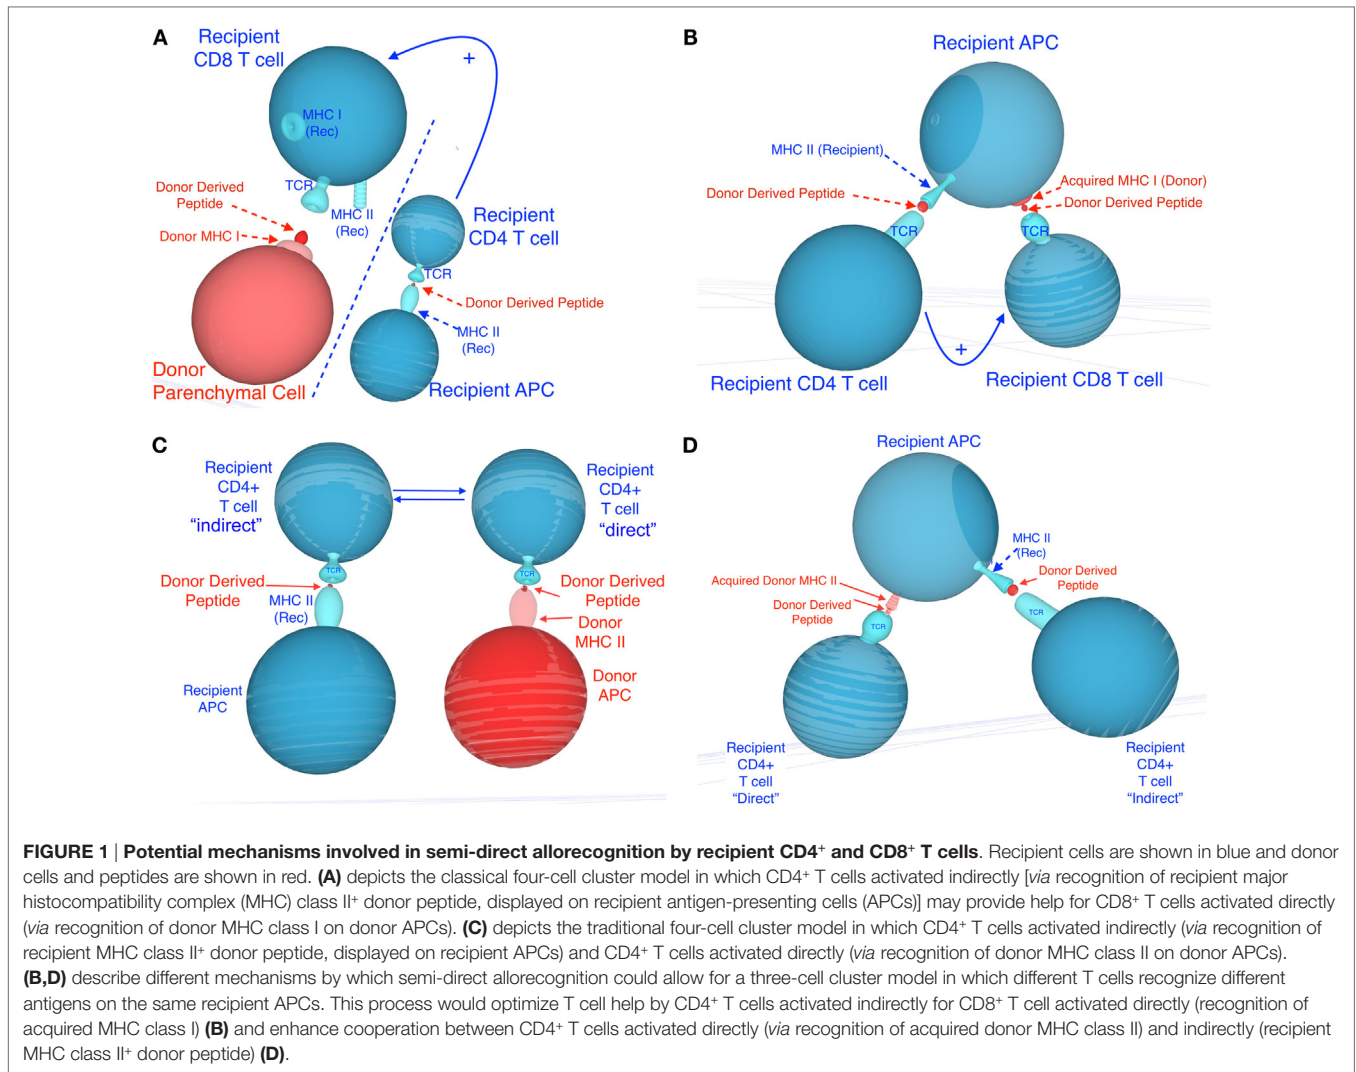 A
Recipient
CD8 T cell
+
MHC I
(Rec)
TCR
MHC II
(Rec)
Donor Derived
Peptide
Donor MHC I
Recipient
CD4 T cell
TCR
Donor Derived Peptide
MHC II
(Rec)
Donor
Parenchymal Cell
Recipient APC
B
Recipient APC
MHC II (Recipient)
Donor Derived Peptide
Acquired MHC I (Donor)
Donor Derived Peptide
TCR
TCR
+
Recipient CD4 T cell
Recipient CD8 T cell
C
Recipient
CD4+
T cell
“indirect”
Recipient
CD4+
T cell
“direct”
TCR
TCR
Donor Derived
Peptide
MHC II
(Rec)
Donor Derived
Peptide
Donor
MHC II
Recipient
APC
Donor
APC
D
Recipient APC
MHC II
(Rec)
Donor Derived
Peptide
Acquired Donor MHC II
Donor Derived
Peptide
TCR
TCR
Recipient
CD4+
T cell
“Direct”
Recipient
CD4+
T cell
“Indirect”
FIGURE 1 | Potential mechanisms involved in semi-direct allorecognition by recipient CD4⁺ and CD8⁺ T cells. Recipient cells are shown in blue and donor
cells and peptides are shown in red. (A) depicts the classical four-cell cluster model in which CD4⁺ T cells activated indirectly [via recognition of recipient major
histocompatibility complex (MHC) class II⁺ donor peptide, displayed on recipient antigen-presenting cells (APCs)] may provide help for CD8⁺ T cells activated directly
(via recognition of donor MHC class I on donor APCs). (C) depicts the traditional four-cell cluster model in which CD4⁺ T cells activated indirectly (via recognition of
recipient MHC class II⁺ donor peptide, displayed on recipient APCs) and CD4⁺ T cells activated directly (via recognition of donor MHC class II on donor APCs).
(B,D) describe different mechanisms by which semi-direct allorecognition could allow for a three-cell cluster model in which different T cells recognize different
antigens on the same recipient APCs. This process would optimize T cell help by CD4⁺ T cells activated indirectly for CD8⁺ T cell activated directly (recognition of
acquired MHC class I) (B) and enhance cooperation between CD4⁺ T cells activated directly (via recognition of acquired donor MHC class II) and indirectly (recipient
MHC class II⁺ donor peptide) (D).